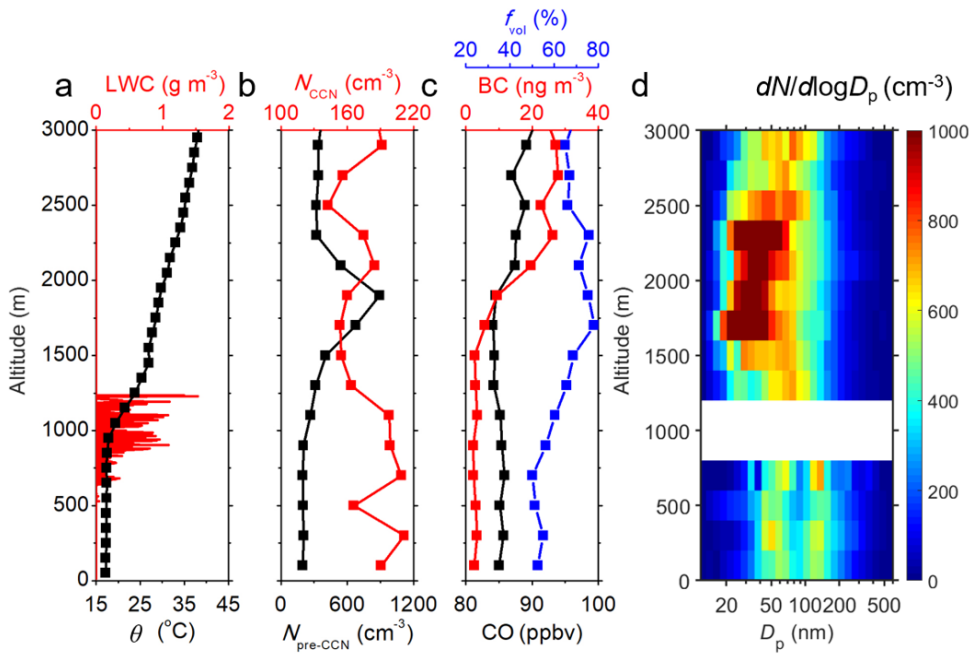 f_vol (%)
20 40 60 80
a LWC (g m⁻³) b N_CCN (cm⁻³) c BC (ng m⁻³) d dN/dlogD_p (cm⁻³)
0 1 2 100 160 220 0 20 40
3000 3000 1000
2500 2500
800
2000 2000
600
Altitude (m) Altitude (m)
1500 1500
400
1000 1000
200
500 500
0 0 0
15 25 35 45 0 600 1200 80 90 100 20 50 100 200 500
θ (°C) N_pre-CCN (cm⁻³) CO (ppbv) D_p (nm)